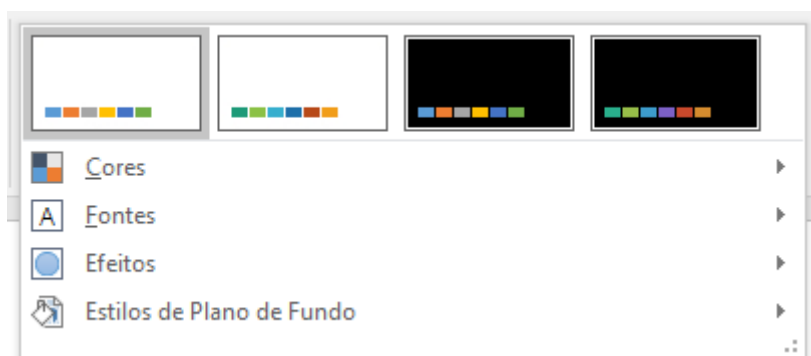 Cores
A Fontes
Efeitos
Estilos de Plano de Fundo